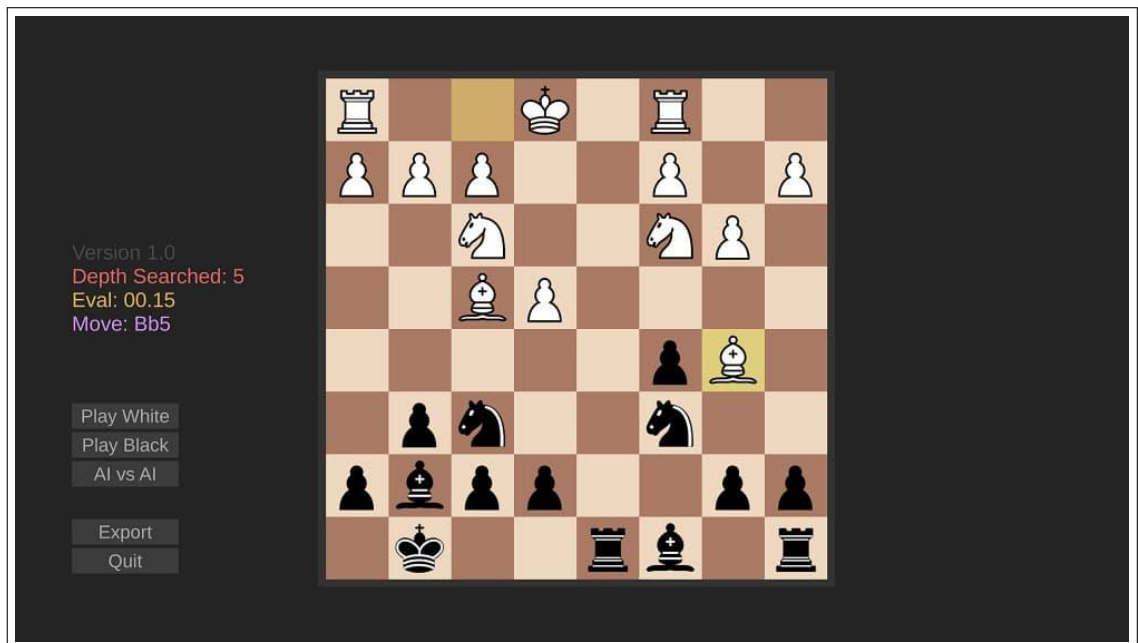 Version 1.0
Depth Searched: 5
Eval: 00.15
Move: Bb5
Play White
Play Black
AI vs AI
Export
Quit